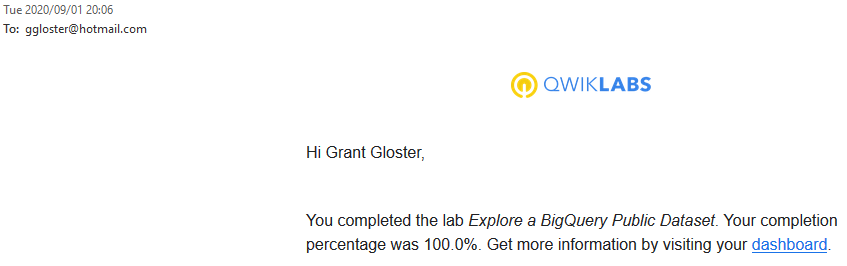 Tue 2020/09/01 20:06
To: ggloster@hotmail.com
QWIKLABS
Hi Grant Gloster,
You completed the lab Explore a BigQuery Public Dataset. Your completion
percentage was 100.0%. Get more information by visiting your dashboard.